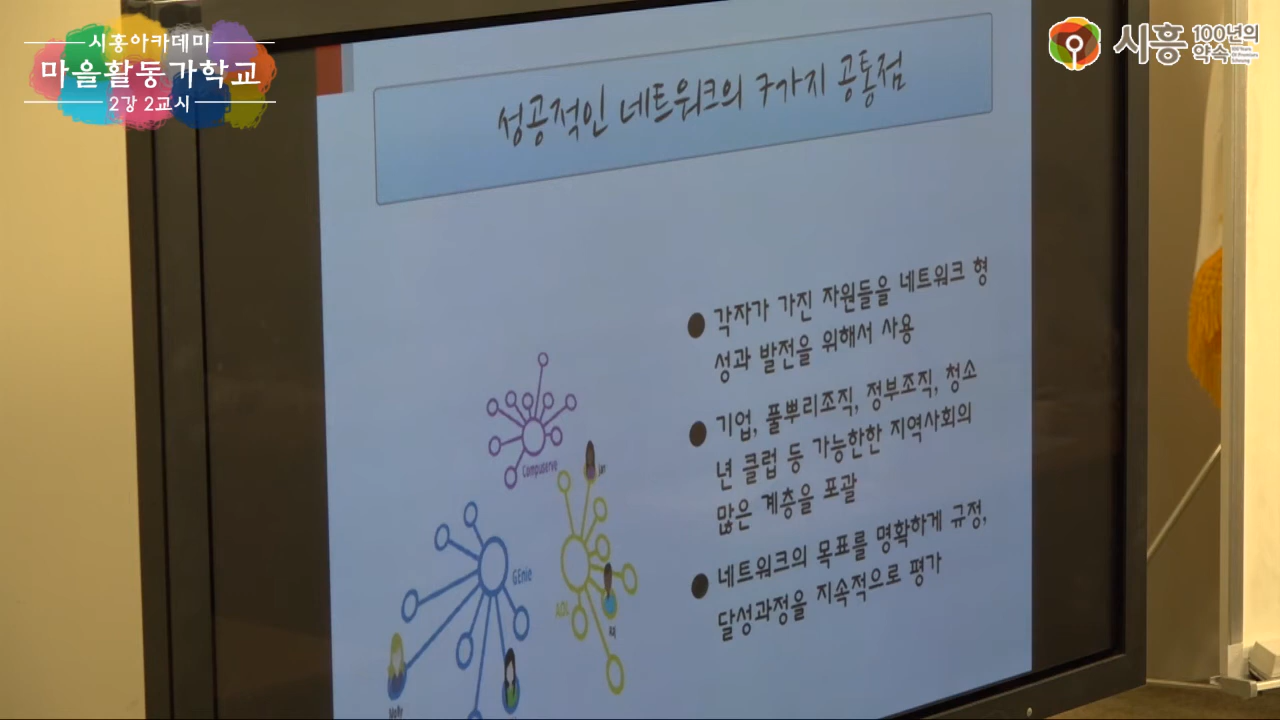 시흥아카데미
마을활동가학교
2강 2교시
시흥 100년의
약속
성공적인 네트워크의 7가지 공통점
각자가 가진 자원들을 네트워크 형
성과 발전을 위해서 사용
기업, 풀뿌리조직, 정부조직, 청소
년 클럽 등 가능한한 지역사회의
많은 계층을 포괄
네트워크의 목표를 명확하게 규정,
달성과정을 지속적으로 평가
Compuserve
Jan
GEnie
AOL